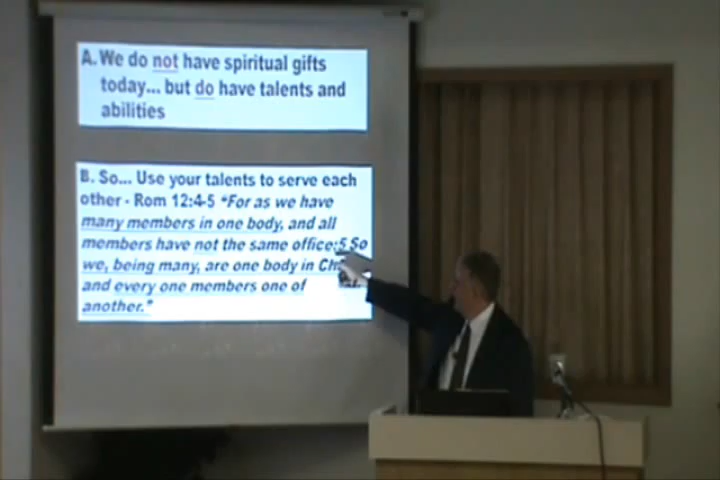 A. We do not have spiritual gifts
today... but do have talents and
abilities
B. So... Use your talents to serve each
other - Rom 12:4-5 "For as we have
many members in one body, and all
members have not the same office:5 So
we, being many, are one body in
and every one members one of
another."